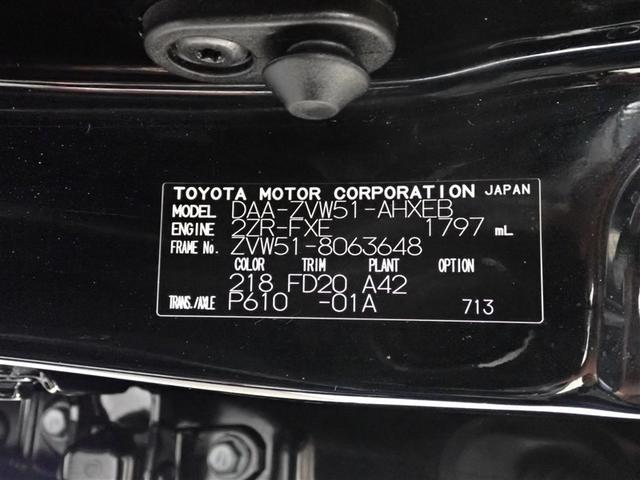 TOYOTA MOTOR CORPORATION JAPAN
MODEL DAA-ZVW51-AHXEB
ENGINE 2ZR-FXE 1797 mL
FRAME No. ZVW51-8063648
COLOR TRIM PLANT OPTION
218 FD20 A42
TRANS./AXLE P610 -01A 713